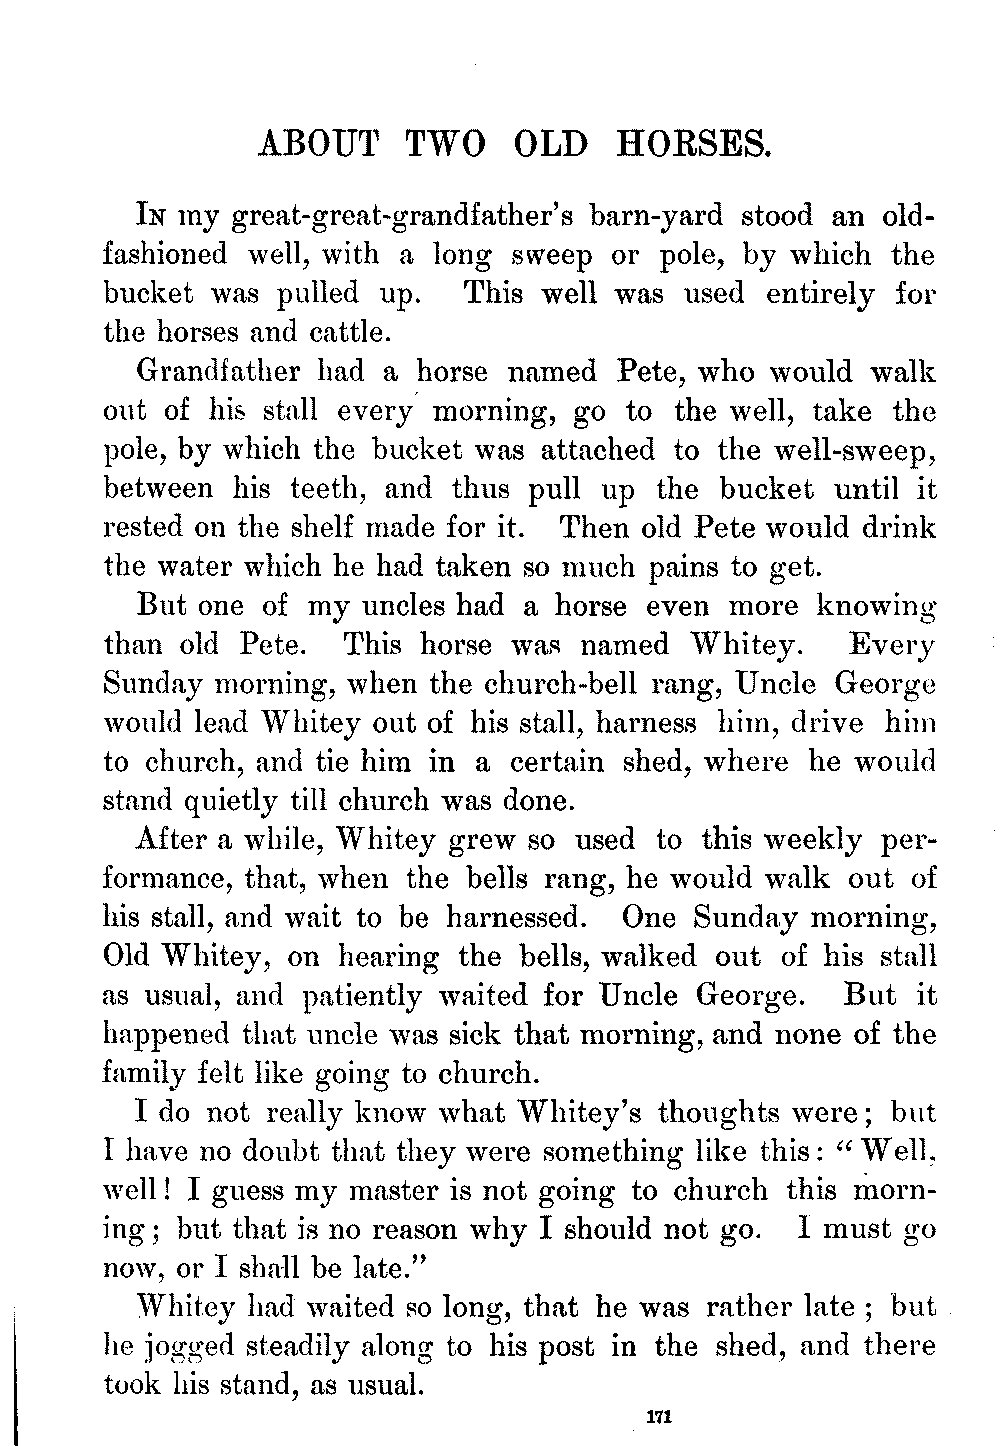 ABOUT TWO OLD HORSES.
In my great-great-grandfather's barn-yard stood an old-
fashioned well, with a long sweep or pole, by which the
bucket was pulled up. This well was used entirely for
the horses and cattle.
Grandfather had a horse named Pete, who would walk
out of his stall every morning, go to the well, take the
pole, by which the bucket was attached to the well-sweep,
between his teeth, and thus pull up the bucket until it
rested on the shelf made for it. Then old Pete would drink
the water which he had taken so much pains to get.
But one of my uncles had a horse even more knowing
than old Pete. This horse was named Whitey. Every
Sunday morning, when the church-bell rang, Uncle George
would lead Whitey out of his stall, harness him, drive him
to church, and tie him in a certain shed, where he would
stand quietly till church was done.
After a while, Whitey grew so used to this weekly per-
formance, that, when the bells rang, he would walk out of
his stall, and wait to be harnessed. One Sunday morning,
Old Whitey, on hearing the bells, walked out of his stall
as usual, and patiently waited for Uncle George. But it
happened that uncle was sick that morning, and none of the
family felt like going to church.
I do not really know what Whitey's thoughts were; but
I have no doubt that they were something like this: "Well,
well! I guess my master is not going to church this morn-
ing; but that is no reason why I should not go. I must go
now, or I shall be late."
Whitey had waited so long, that he was rather late; but
he jogged steadily along to his post in the shed, and there
took his stand, as usual.
171